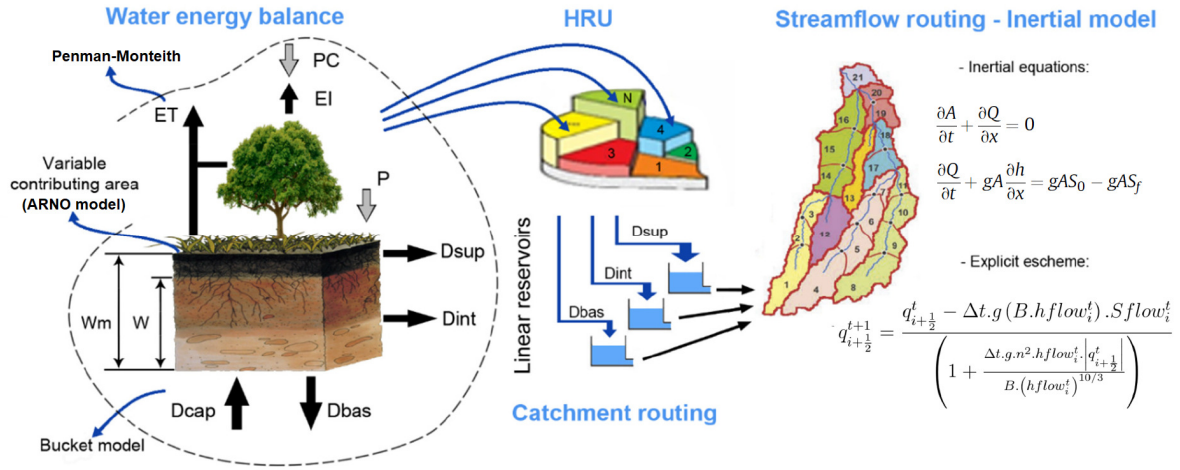 Water energy balance
HRU
Streamflow routing - Inertial model
Penman-Monteith
PC
EI
ET
Variable
contributing area
(ARNO model)
P
Dsup
Dint
Wm
W
Dcap
Dbas
Bucket model
N
4
3
2
1
Linear reservoirs
Dsup
Dint
Dbas
Catchment routing
21
20
19
16
18
15
17
14
11
13
7
3
10
6
12
2
5
9
1
4
8
- Inertial equations:
∂A/∂t + ∂Q/∂x = 0
∂Q/∂t + gA ∂h/∂x = gAS₀ − gAS_f
- Explicit escheme:
q_{i+1/2}^{t+1} = (q_{i+1/2}^{t} − Δt.g (B.hflow_i^t) .Sflow_i^t) / (1 + (Δt.g.n².hflow_i^t.|q_{i+1/2}^t|) / (B.(hflow_i^t)^{10/3}))